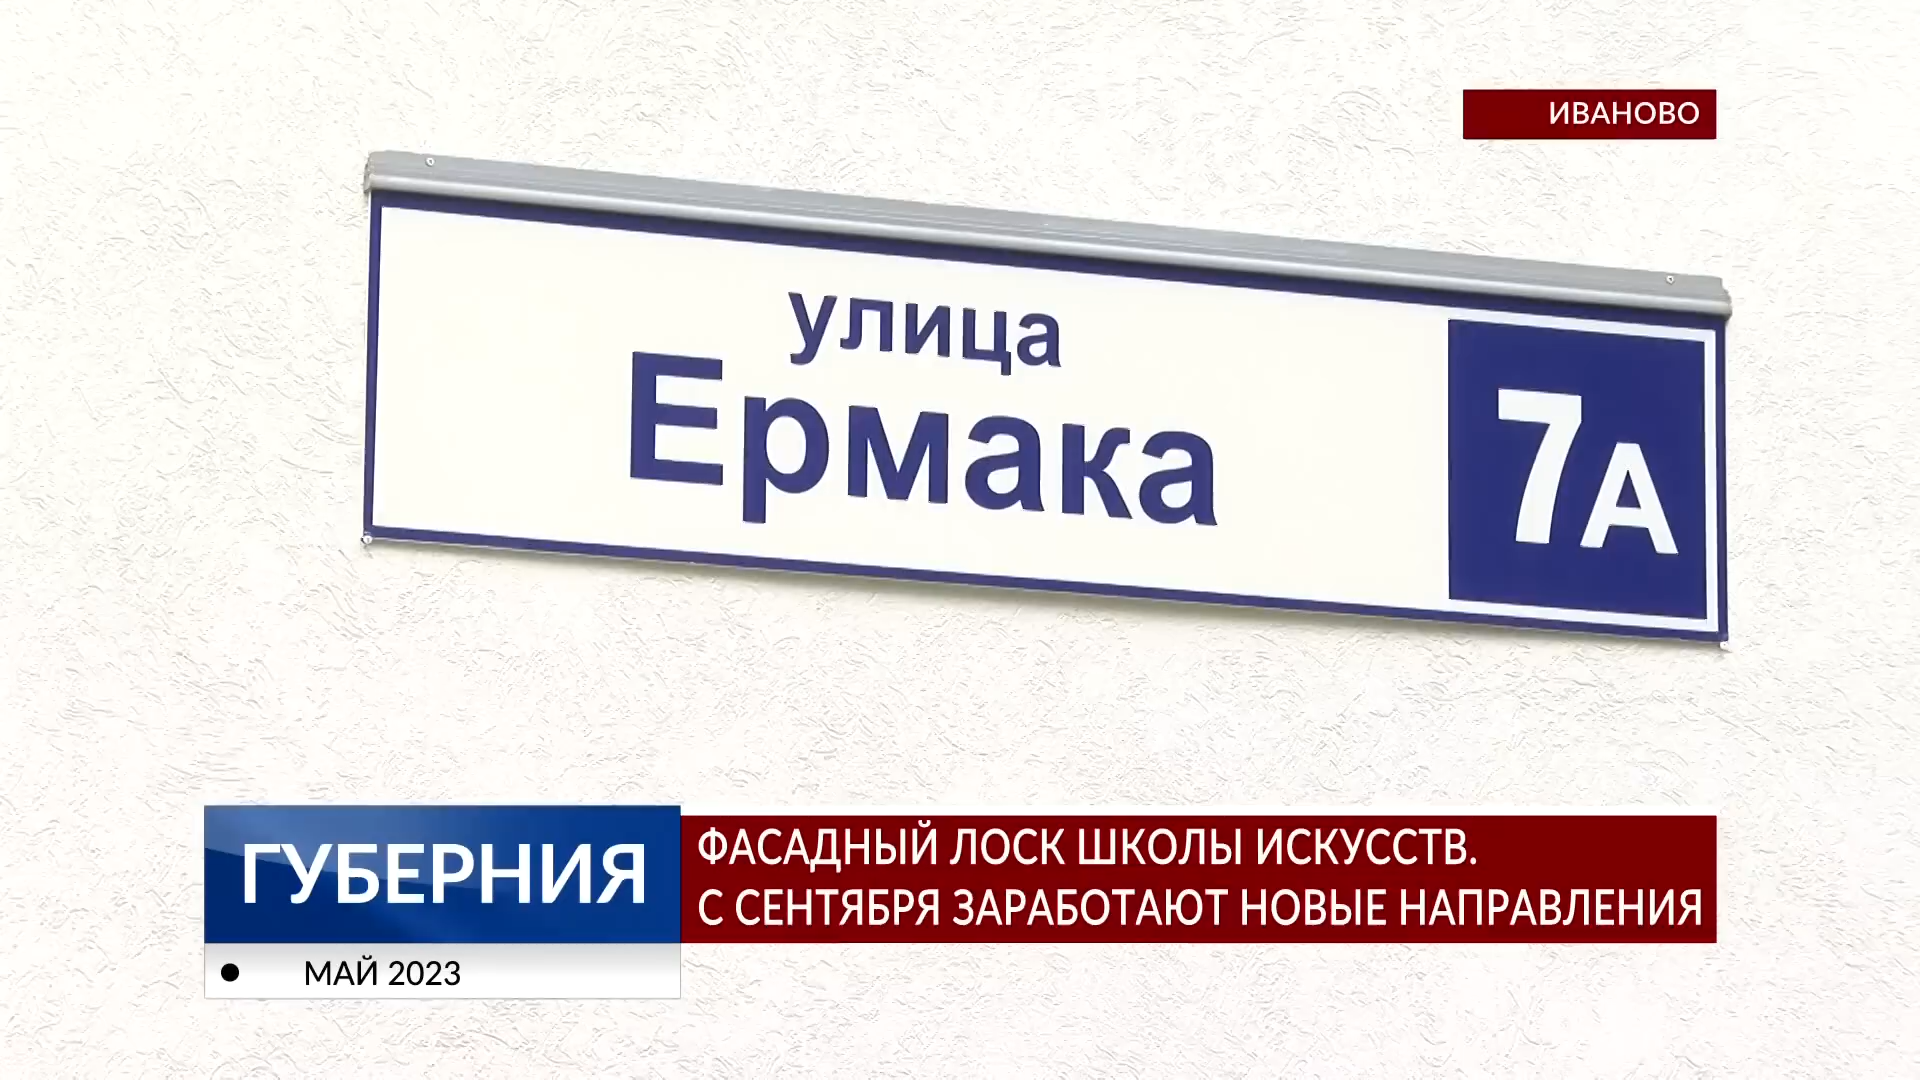 ИВАНОВО
улица
Ермака
7А
ФАСАДНЫЙ ЛОСК ШКОЛЫ ИСКУССТВ.
С СЕНТЯБРЯ ЗАРАБОТАЮТ НОВЫЕ НАПРАВЛЕНИЯ
ГУБЕРНИЯ
МАЙ 2023